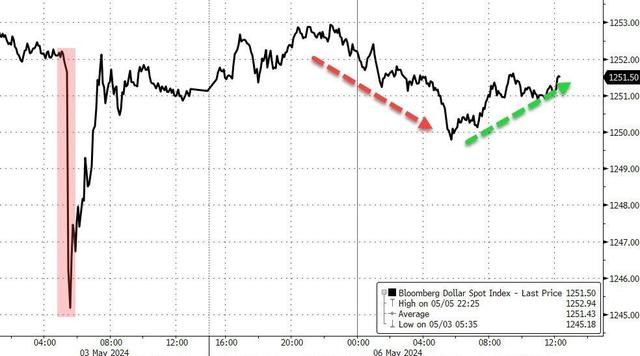 1253.00
1252.00
1251.50
1251.00
1250.00
1249.00
1248.00
1247.00
1246.00
1245.00
Bloomberg Dollar Spot Index - Last Price 1251.50
High on 05/05 22:25 1252.94
Average 1251.43
Low on 05/03 05:35 1245.18
04:00 08:00 12:00 16:00 20:00 00:00 04:00 08:00 12:00
03 May 2024 06 May 2024